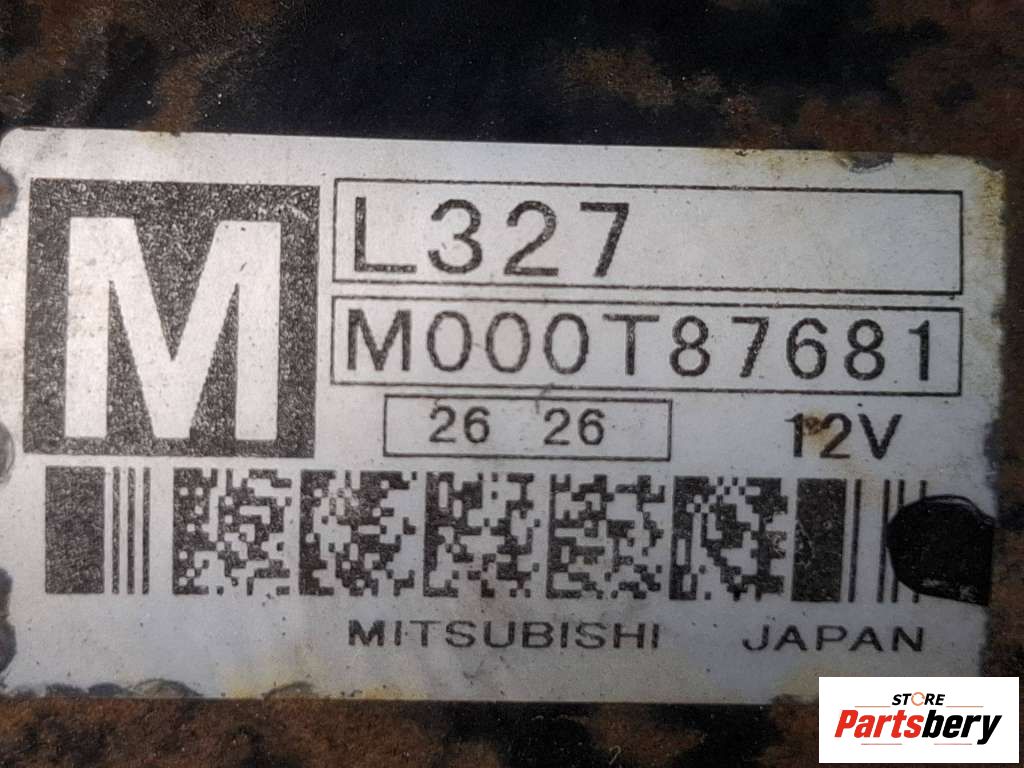 M
L327
M000T87681
26 26
12V
MITSUBISHI JAPAN
STORE
Partsbery